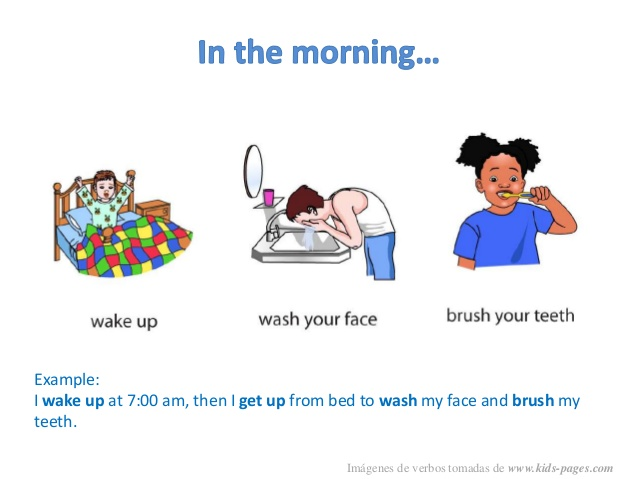 In the morning...
wake up
wash your face
brush your teeth
Example:
I wake up at 7:00 am, then I get up from bed to wash my face and brush my
teeth.
Imágenes de verbos tomadas de www.kids-pages.com